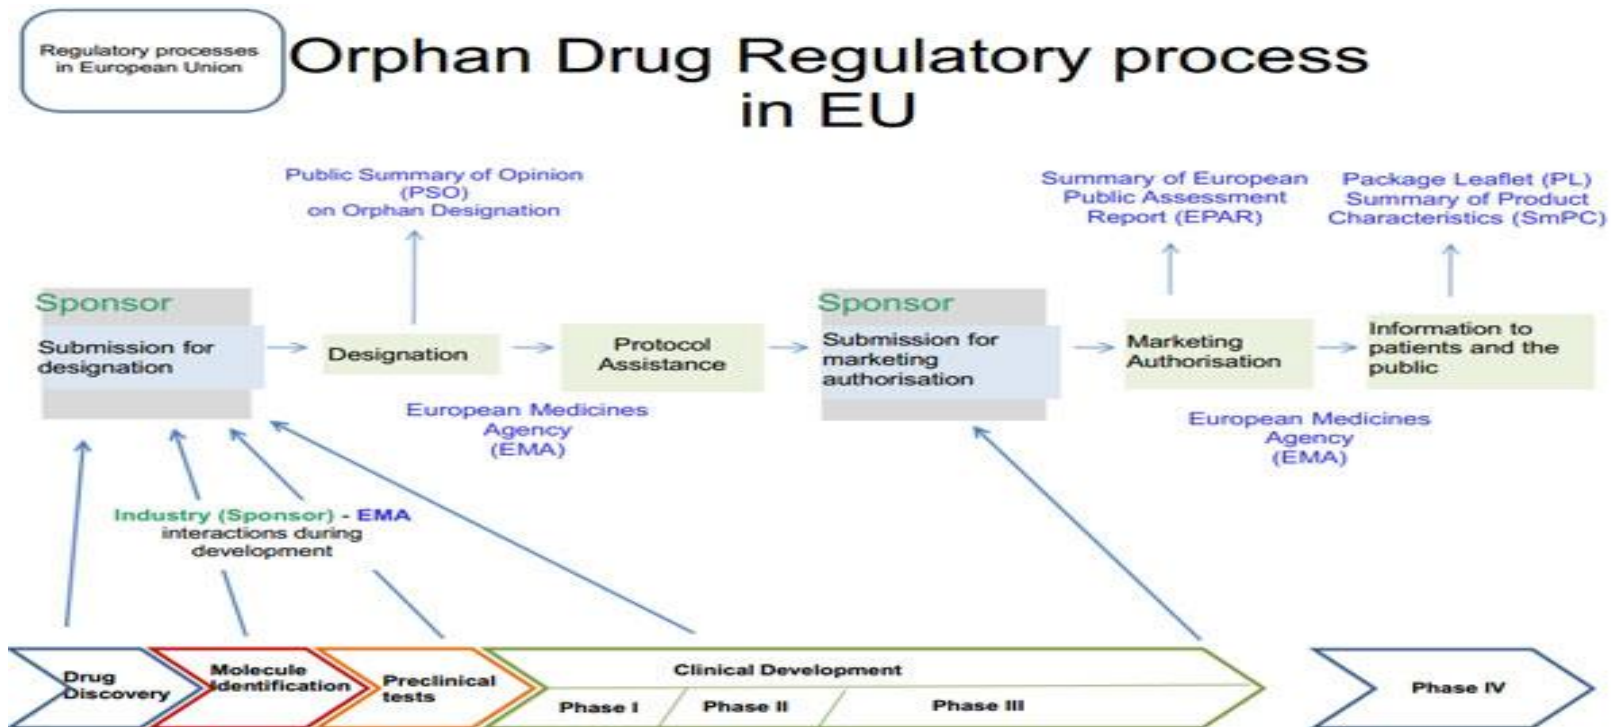 Regulatory processes
in European Union
Orphan Drug Regulatory process
in EU
Public Summary of Opinion
(PSO)
on Orphan Designation
Summary of European
Public Assessment
Report (EPAR)
Package Leaflet (PL)
Summary of Product
Characteristics (SmPC)
Sponsor
Submission for
designation
Designation
Protocol
Assistance
Sponsor
Submission for
marketing
authorisation
Marketing
Authorisation
Information to
patients and the
public
European Medicines
Agency
(EMA)
European Medicines
Agency
(EMA)
Industry (Sponsor) - EMA
interactions during
development
Drug
Discovery
Molecule
Identification
Preclinical
tests
Clinical Development
Phase I
Phase II
Phase III
Phase IV